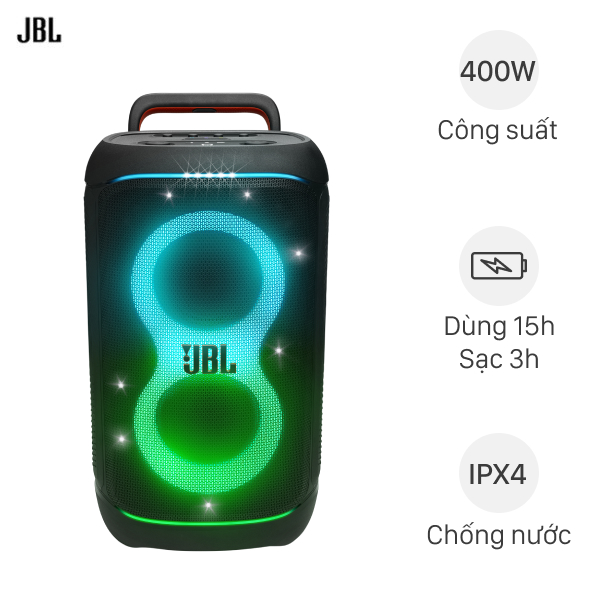 JBL
JBL
400W
Công suất
Dùng 15h
Sạc 3h
IPX4
Chống nước